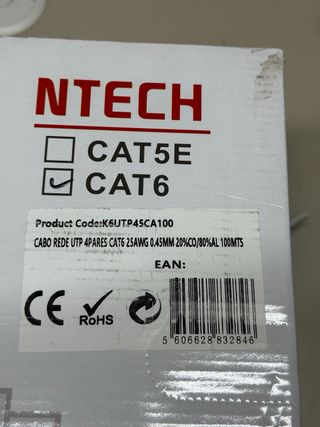 NTECH
CAT5E
CAT6
Product Code:K6UTP45CA100
CABO REDE UTP 4PARES CAT6 25AWG 0.45MM 20%CO/80%AL 100MTS
EAN:
CE RoHS
5 606628 832846